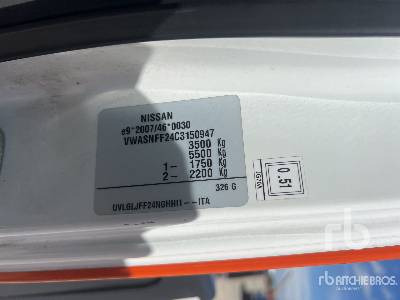 NISSAN
e9*2007/46*0030
VWASNFF24C3150947
3500 Kg
5500 Kg
1- 1750 Kg
2- 2200 Kg
326 G
UVLGLJFF24NGHHI1--ITA
0.51
rb RITCHIE BROS.